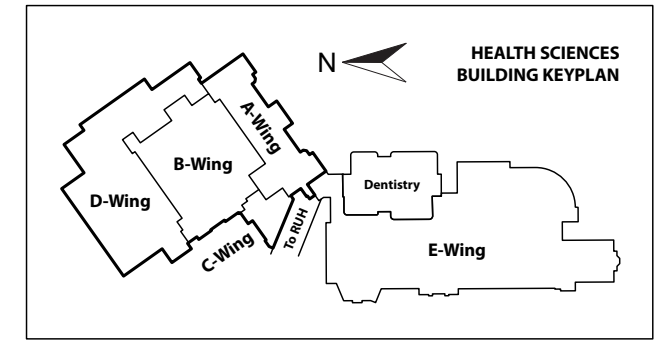 N
HEALTH SCIENCES
BUILDING KEYPLAN
A-Wing
B-Wing
D-Wing
C-Wing
To RUH
Dentistry
E-Wing